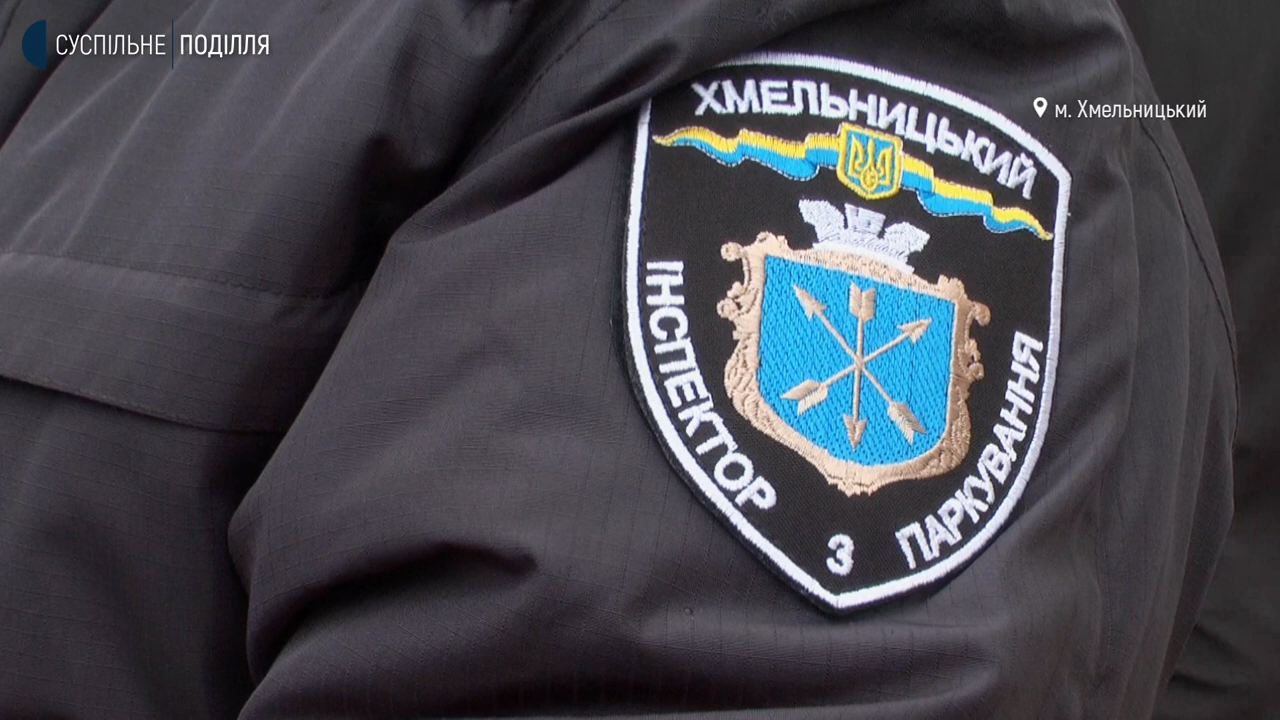 СУСПІЛЬНЕ ПОДІЛЛЯ
м. Хмельницький
ХМЕЛЬНИЦЬКИЙ
ІНСПЕКТОР З ПАРКУВАННЯ